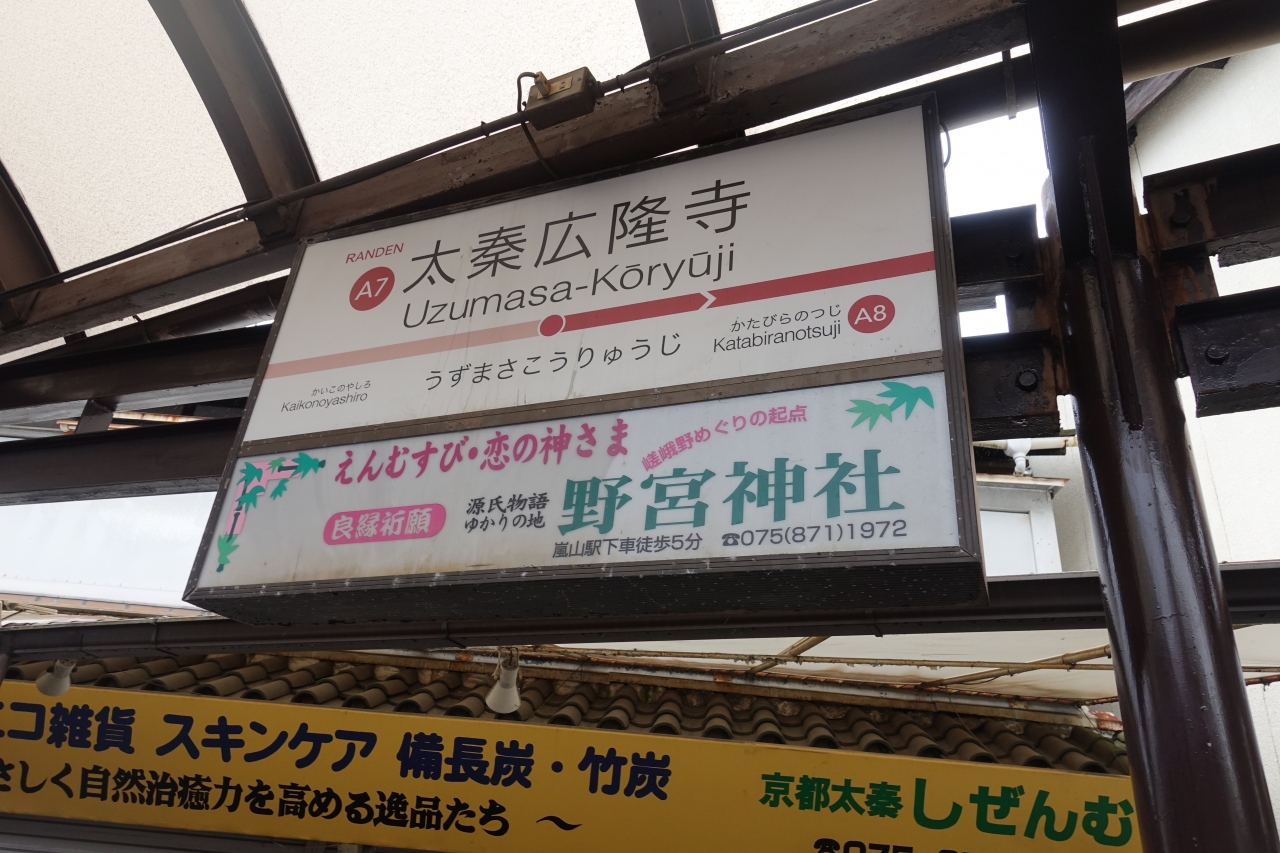 RANDEN
A7
太秦広隆寺
Uzumasa-Kōryūji
うずまさこうりゅうじ
かいこのやしろ
Kaikonoyashiro
かたびらのつじ
Katabiranotsuji
A8
えんむすび・恋の神さま
嵯峨野めぐりの起点
良縁祈願
源氏物語
ゆかりの地
野宮神社
嵐山駅下車徒歩5分
☎075(871)1972
エコ雑貨 スキンケア 備長炭・竹炭
さしく自然治癒力を高める逸品たち ～
京都太秦 しぜんむ
☎075